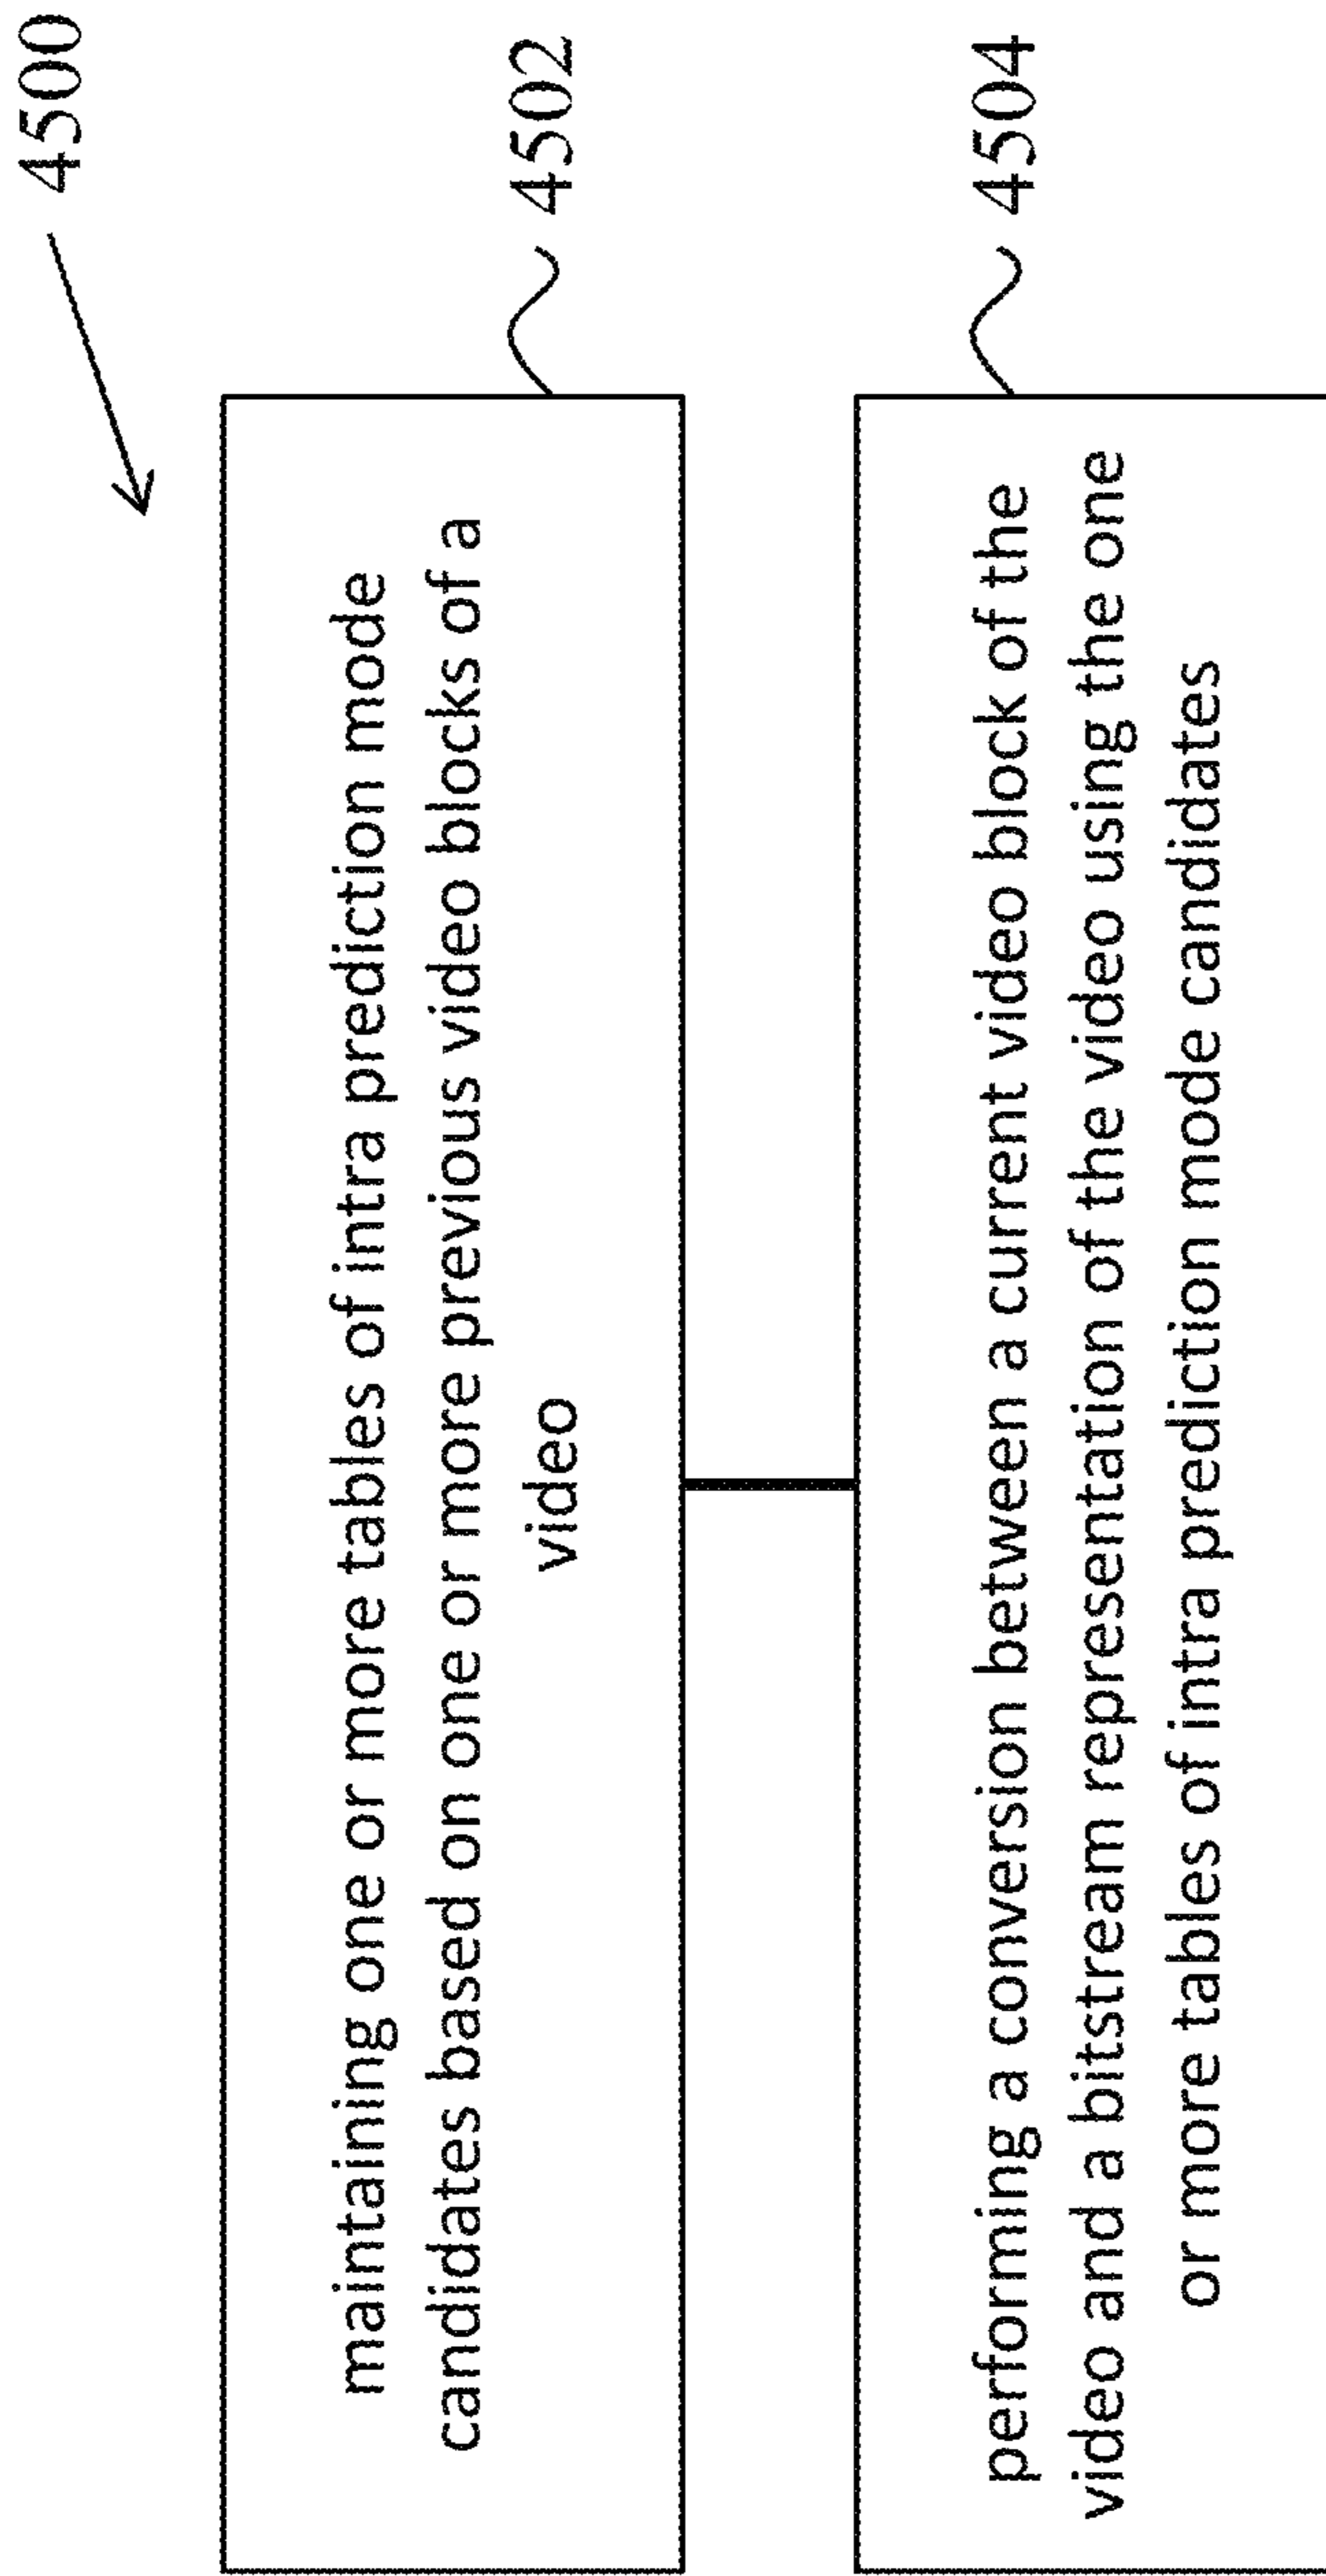 4500
maintaining one or more tables of intra prediction mode
candidates based on one or more previous video blocks of a
video
4502
performing a conversion between a current video block of the
video and a bitstream representation of the video using the one
or more tables of intra prediction mode candidates
4504